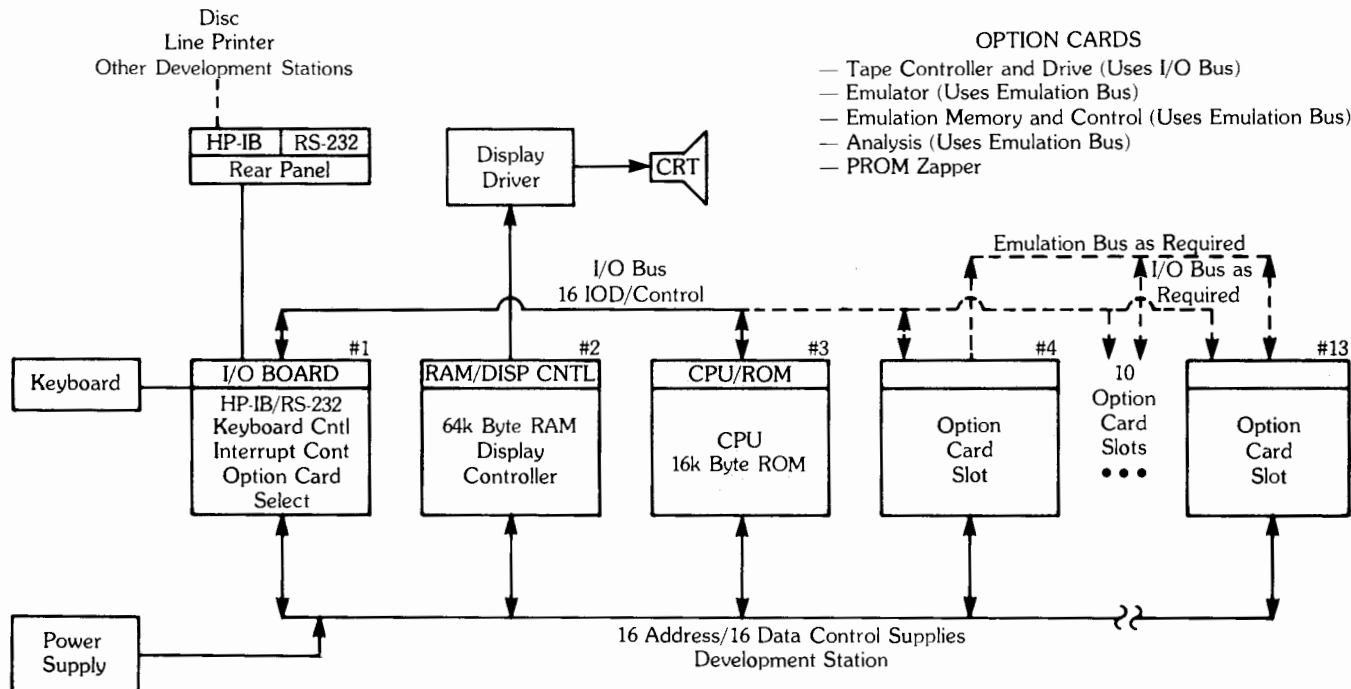 Disc
Line Printer
Other Development Stations
HP-IB
RS-232
Rear Panel
Display
Driver
CRT
OPTION CARDS
— Tape Controller and Drive (Uses I/O Bus)
— Emulator (Uses Emulation Bus)
— Emulation Memory and Control (Uses Emulation Bus)
— Analysis (Uses Emulation Bus)
— PROM Zapper
Emulation Bus as Required
I/O Bus as
Required
I/O Bus
16 IOD/Control
Keyboard
#1
I/O BOARD
HP-IB/RS-232
Keyboard Cntl
Interrupt Cont
Option Card
Select
#2
RAM/DISP CNTL
64k Byte RAM
Display
Controller
#3
CPU/ROM
CPU
16k Byte ROM
#4
Option
Card
Slot
10
Option
Card
Slots
•••
#13
Option
Card
Slot
Power
Supply
16 Address/16 Data Control Supplies
Development Station